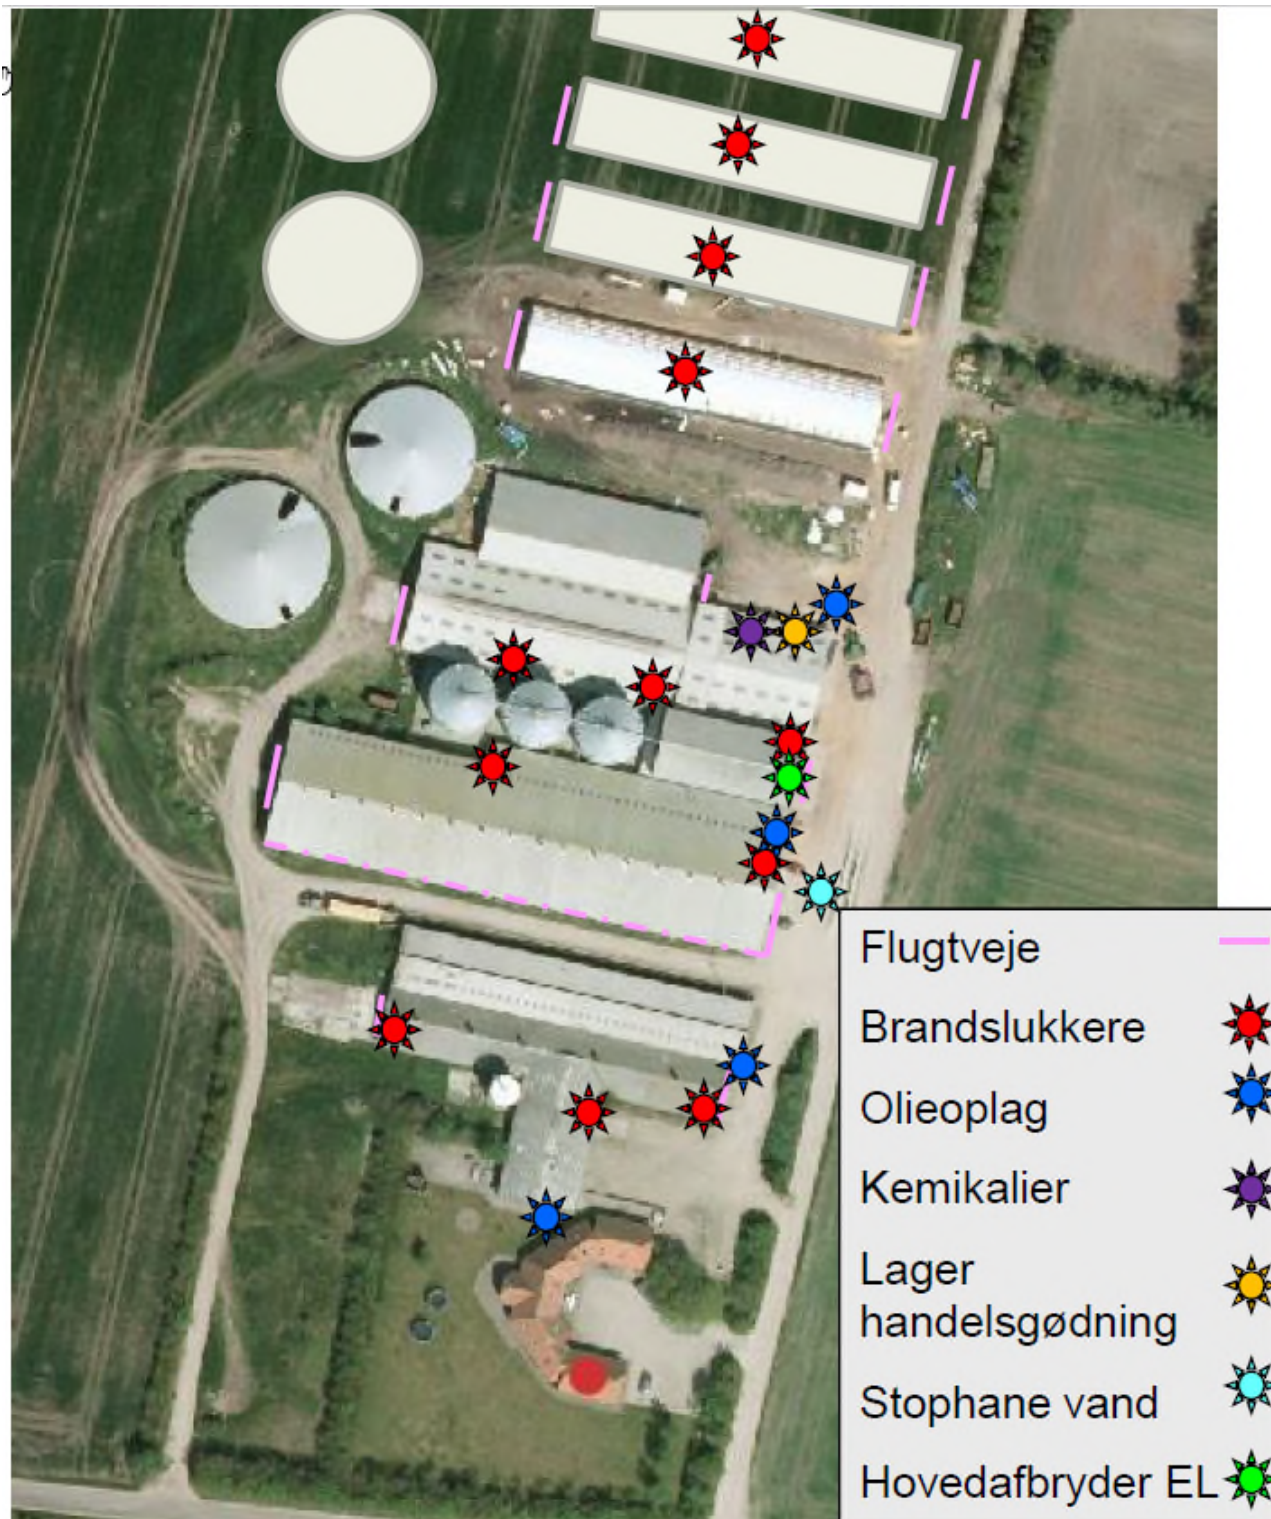 Flugtveje
Brandslukkere
Olieoplag
Kemikalier
Lager
handelsgødning
Stophane vand
Hovedafbryder EL